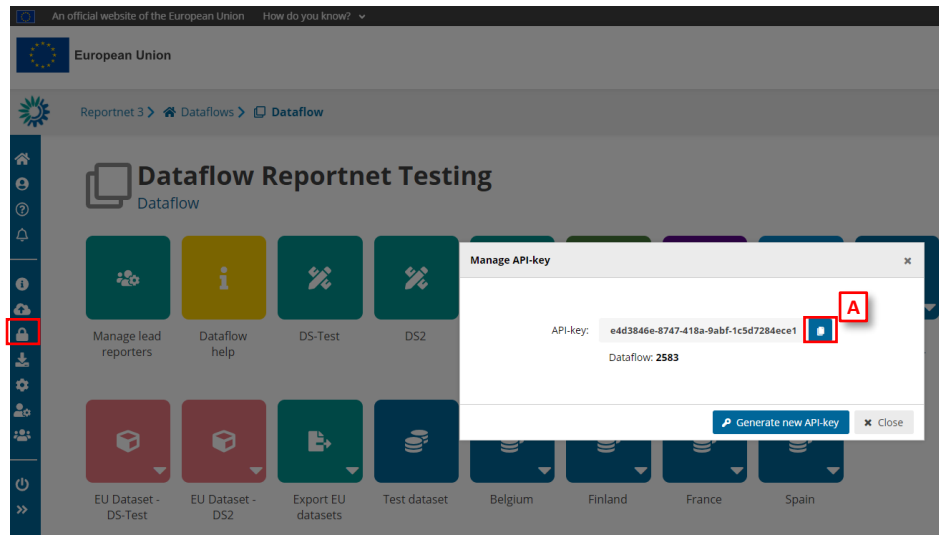 An official website of the European Union How do you know?
European Union
Reportnet 3 Dataflows Dataflow
Dataflow Reportnet Testing
Dataflow
Manage lead
reporters
Dataflow
help
DS-Test
DS2
Manage API-key
A
API-key: e4d3846e-8747-418a-9abf-1c5d7284ece1
Dataflow: 2583
Generate new API-key
Close
EU Dataset -
DS-Test
EU Dataset -
DS2
Export EU
datasets
Test dataset
Belgium
Finland
France
Spain